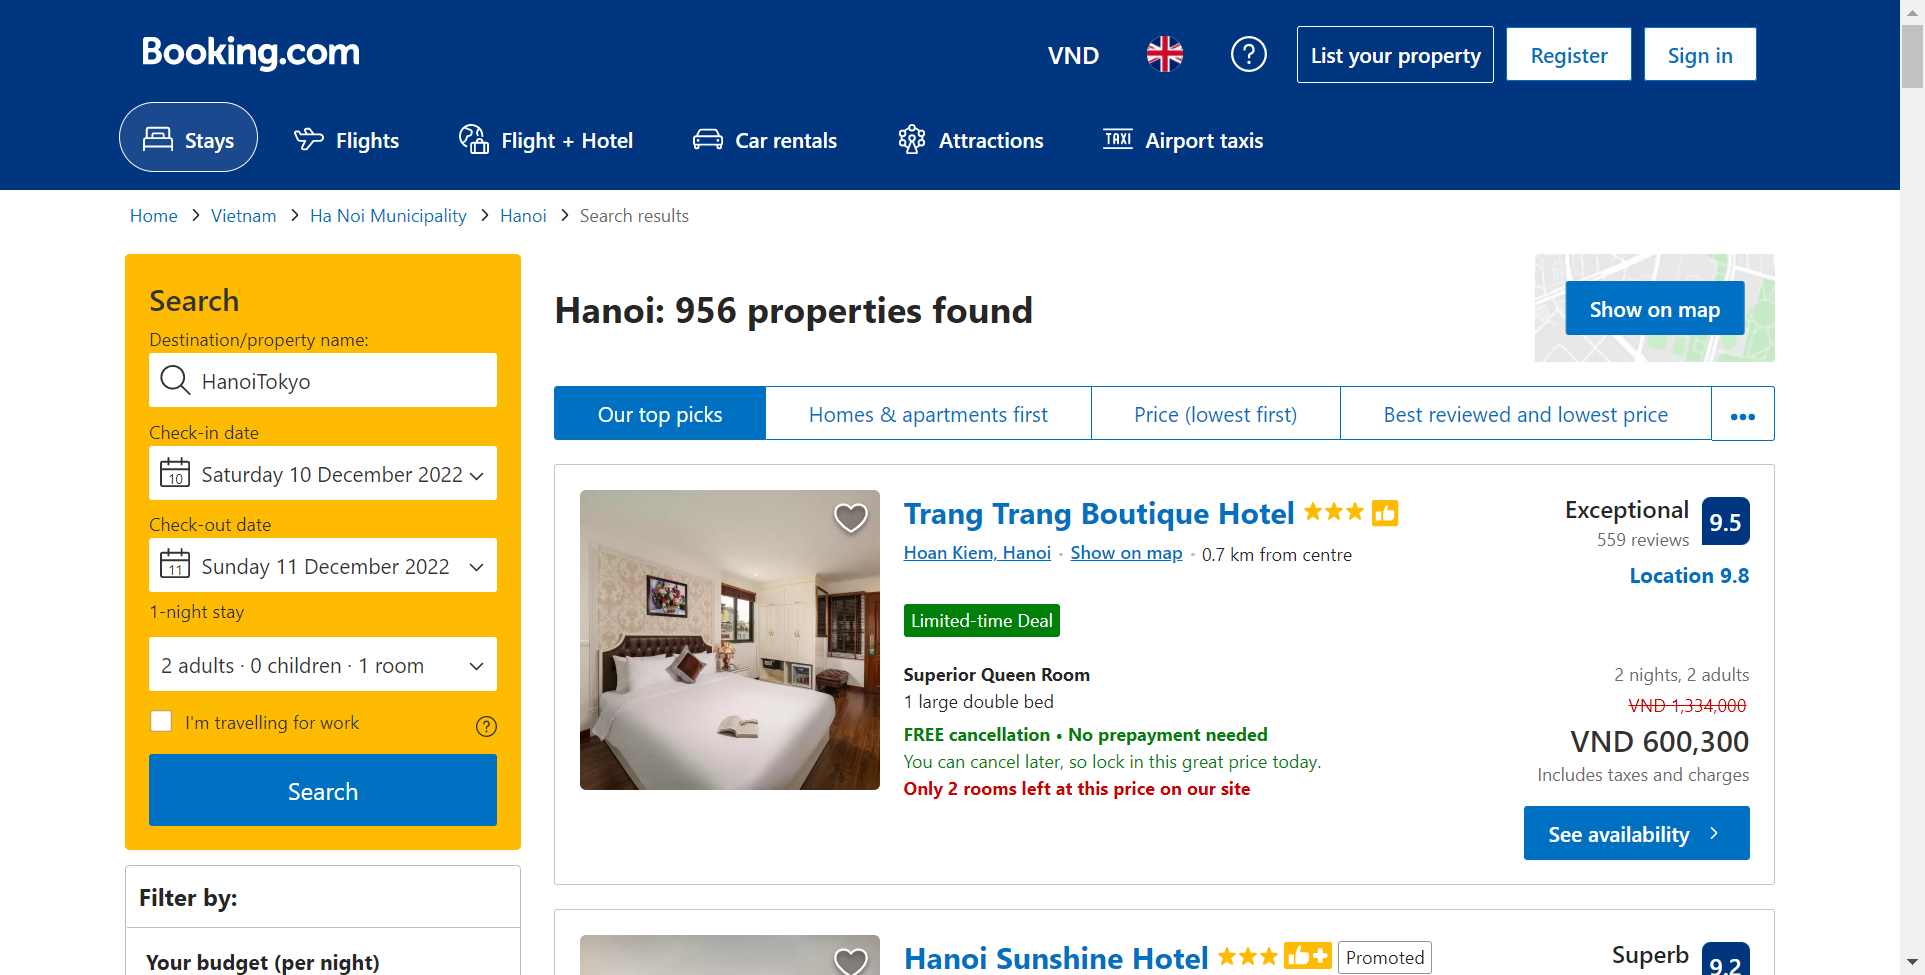 Booking.com
VND
?
List your property
Register
Sign in
Stays
Flights
Flight + Hotel
Car rentals
Attractions
TAXI
Airport taxis
Home > Vietnam > Ha Noi Municipality > Hanoi > Search results
Search
Destination/property name:
HanoiTokyo
Check-in date
10
Saturday 10 December 2022
Check-out date
11
Sunday 11 December 2022
1-night stay
2 adults · 0 children · 1 room
I'm travelling for work
?
Search
Filter by:
Your budget (per night)
Hanoi: 956 properties found
Show on map
Our top picks
Homes & apartments first
Price (lowest first)
Best reviewed and lowest price
•••
Trang Trang Boutique Hotel
Hoan Kiem, Hanoi · Show on map · 0.7 km from centre
Limited-time Deal
Superior Queen Room
1 large double bed
FREE cancellation • No prepayment needed
You can cancel later, so lock in this great price today.
Only 2 rooms left at this price on our site
Exceptional
559 reviews
9.5
Location 9.8
2 nights, 2 adults
VND 1,334,000
VND 600,300
Includes taxes and charges
See availability
Hanoi Sunshine Hotel
Promoted
Superb
9.2